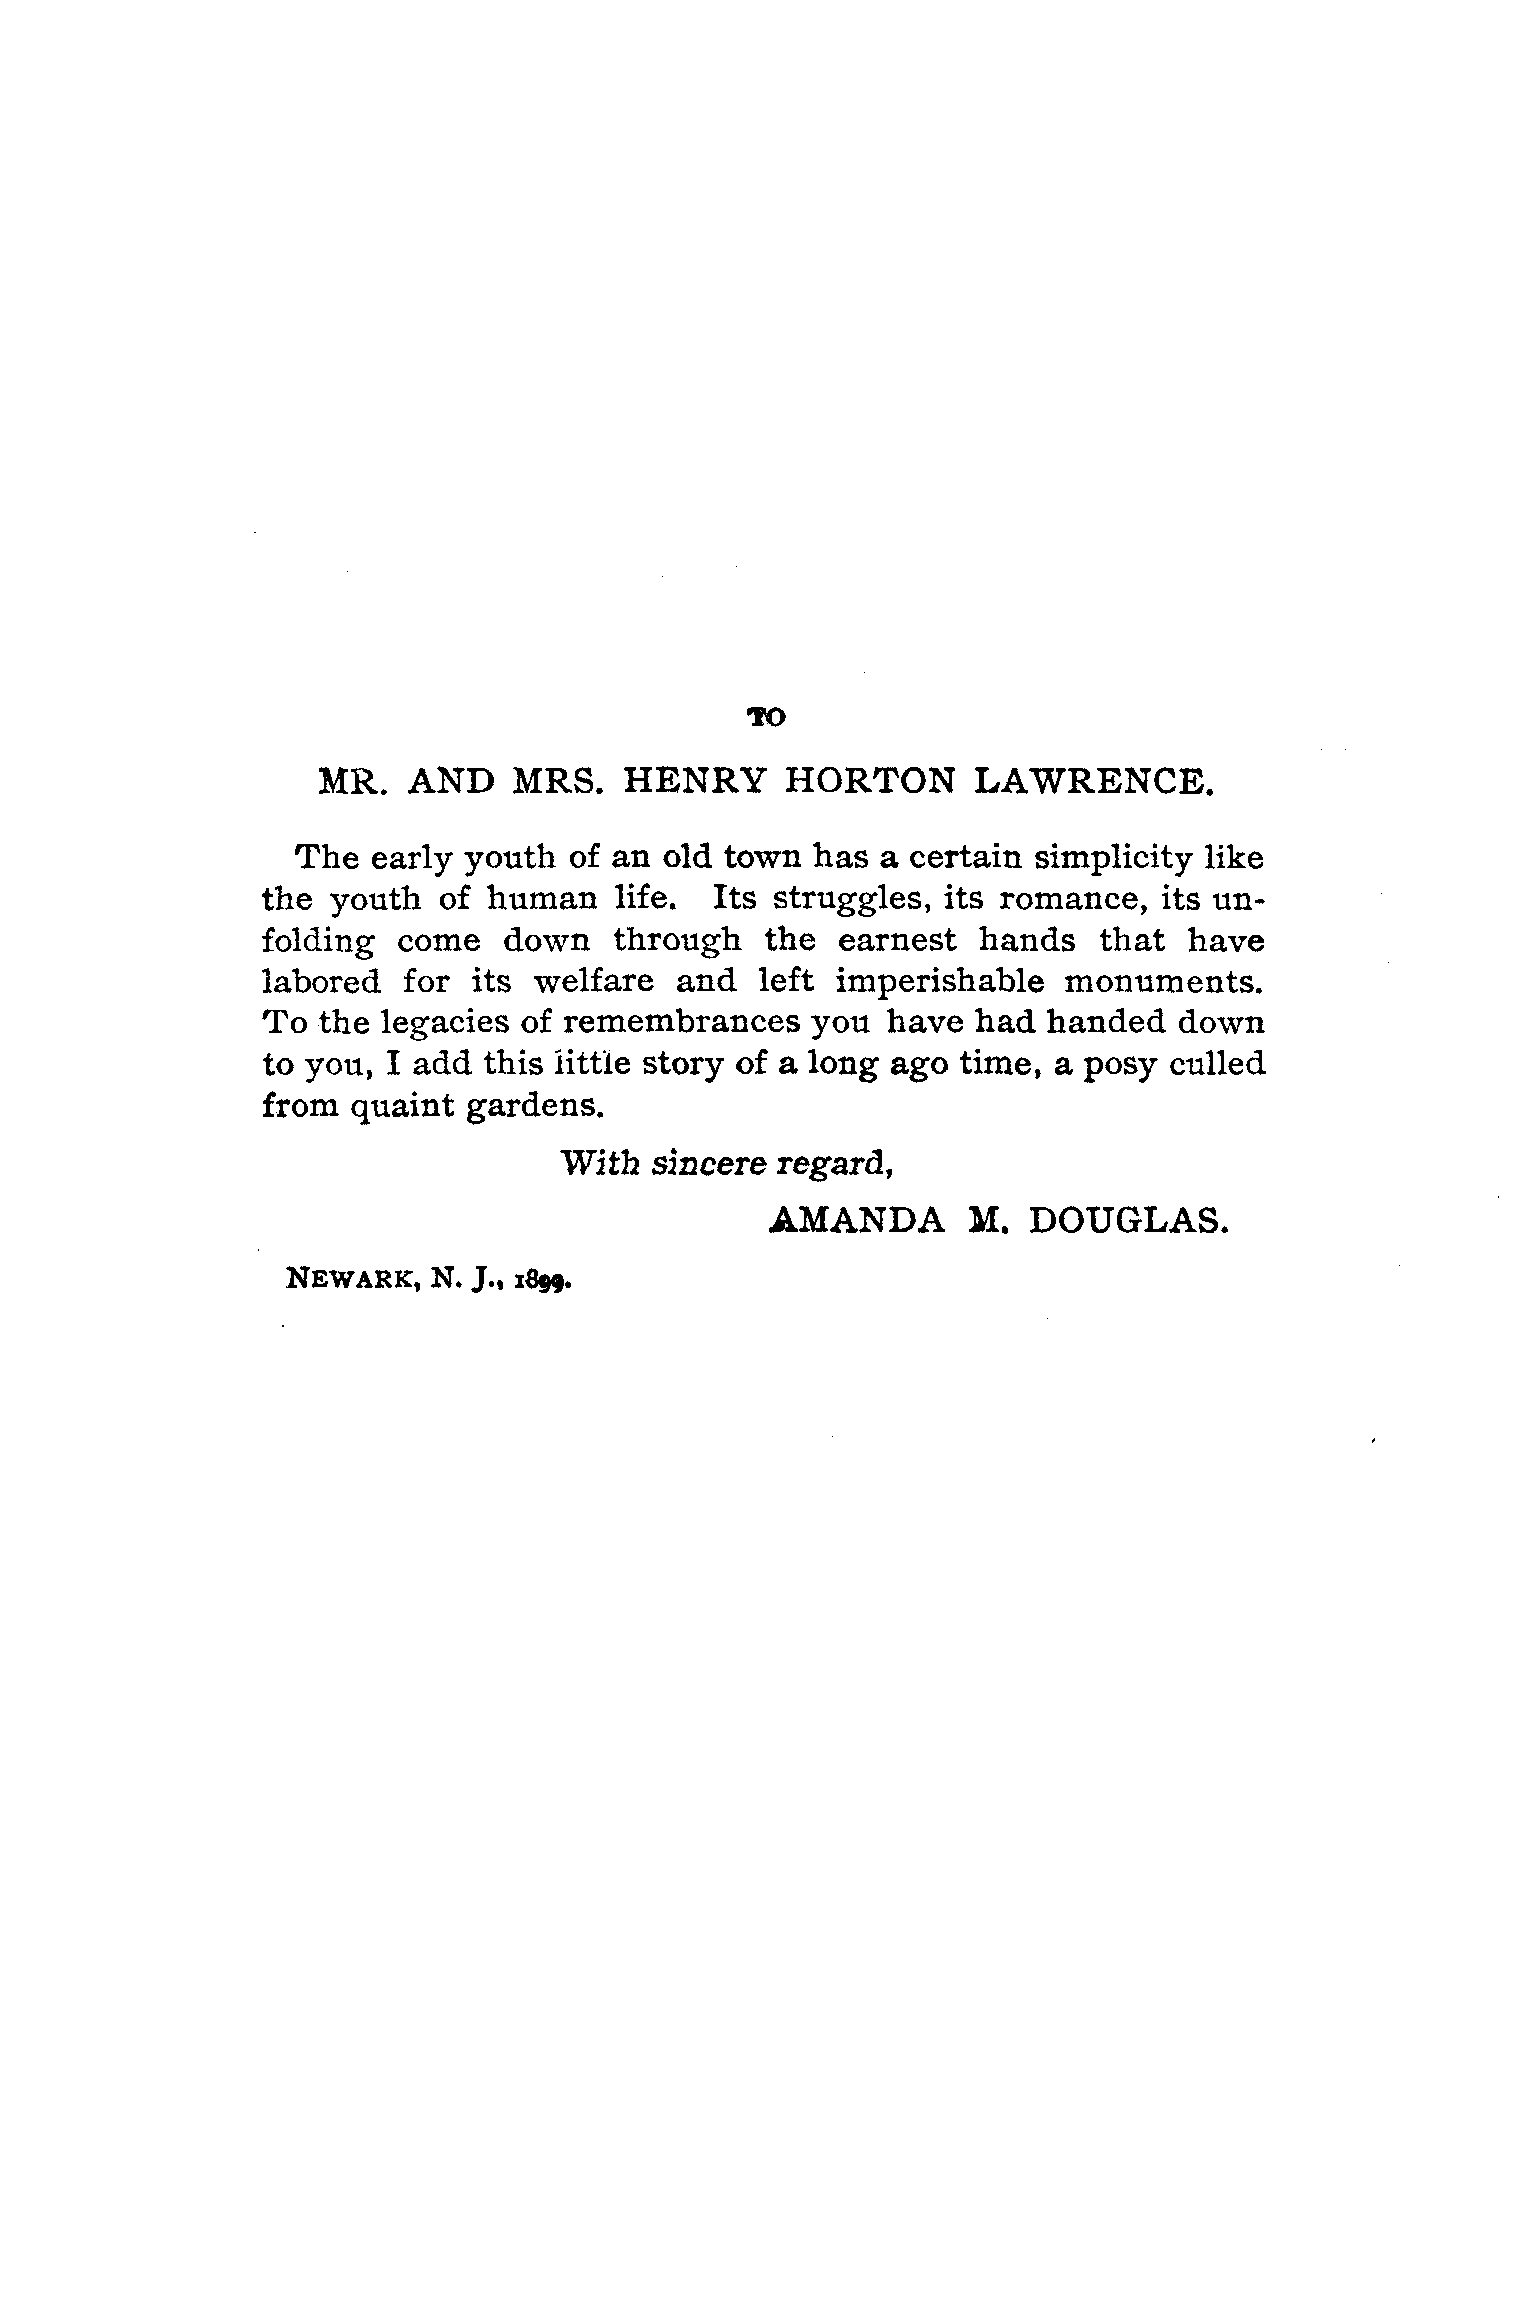 TO
MR. AND MRS. HENRY HORTON LAWRENCE.
The early youth of an old town has a certain simplicity like
the youth of human life. Its struggles, its romance, its un-
folding come down through the earnest hands that have
labored for its welfare and left imperishable monuments.
To the legacies of remembrances you have had handed down
to you, I add this little story of a long ago time, a posy culled
from quaint gardens.
With sincere regard,
AMANDA M. DOUGLAS.
NEWARK, N. J., 1899.